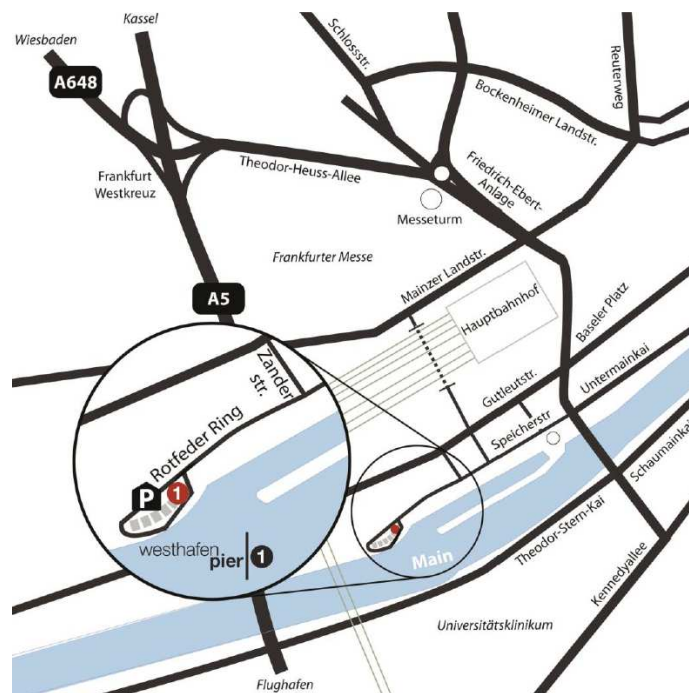 Kassel
Wiesbaden
A648
Schlossstr.
Reuterweg
Bockenheimer Landstr.
Frankfurt
Westkreuz
Theodor-Heuss-Allee
Friedrich-Ebert-
Anlage
Messeturm
Frankfurter Messe
A5
Mainzer Landstr.
Hauptbahnhof
Baseler Platz
Zander
str.
Gutleutstr.
Untermainkai
Speicherstr
Rotfeder Ring
P
1
Schaumainkai
westhafen
pier 1
Main
Theodor-Stern-Kai
Kennedyallee
Universitätsklinikum
Flughafen